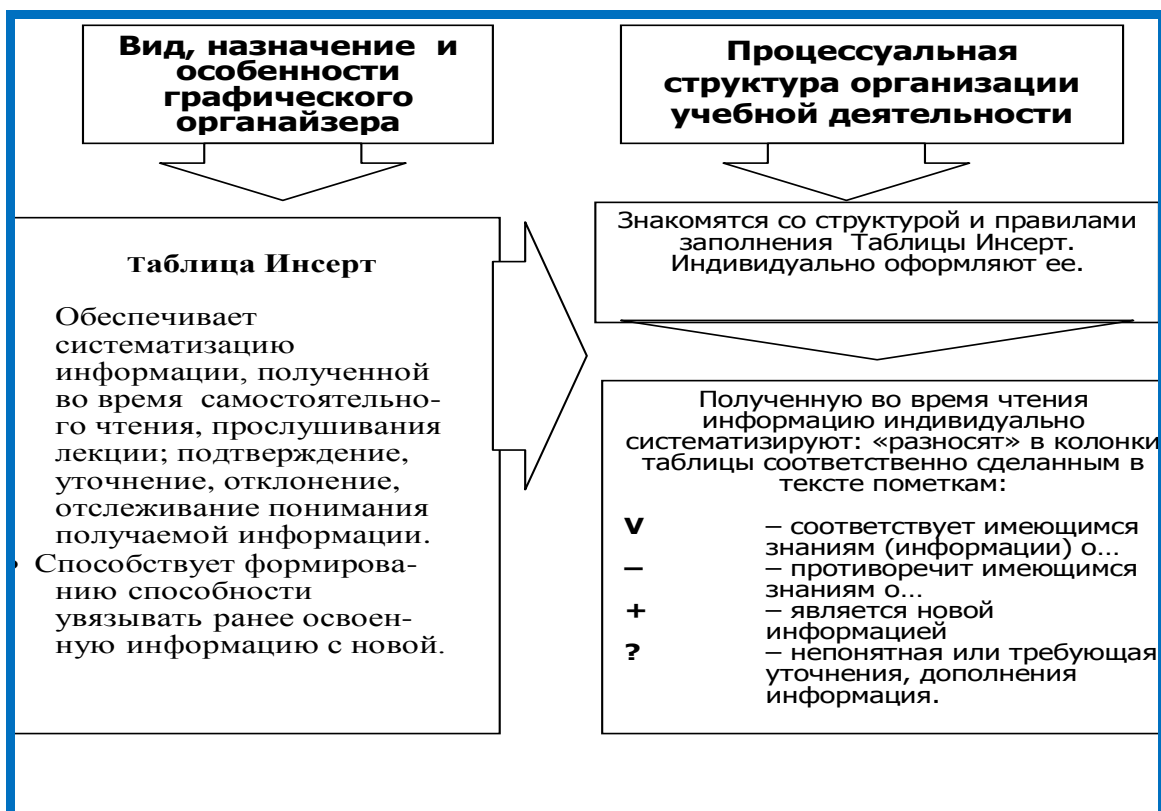 Вид, назначение и
особенности
графического
органайзера
Процессуальная
структура организации
учебной деятельности
Таблица Инсерт
Обеспечивает
систематизацию
информации, полученной
во время самостоятельно-
го чтения, прослушивания
лекции; подтверждение,
уточнение, отклонение,
отслеживание понимания
получаемой информации.
• Способствует формирова-
нию способности
увязывать ранее освоен-
ную информацию с новой.
Знакомятся со структурой и правилами
заполнения Таблицы Инсерт.
Индивидуально оформляют ее.
Полученную во время чтения
информацию индивидуально
систематизируют: «разносят» в колонки
таблицы соответственно сделанным в
тексте пометкам:
V – соответствует имеющимся
знаниям (информации) о...
– – противоречит имеющимся
знаниям о...
+ – является новой
информацией
? – непонятная или требующая
уточнения, дополнения
информация.